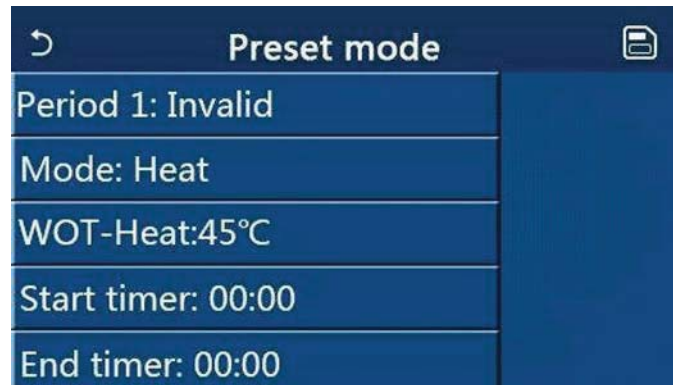 Preset mode
Period 1: Invalid
Mode: Heat
WOT-Heat:45℃
Start timer: 00:00
End timer: 00:00